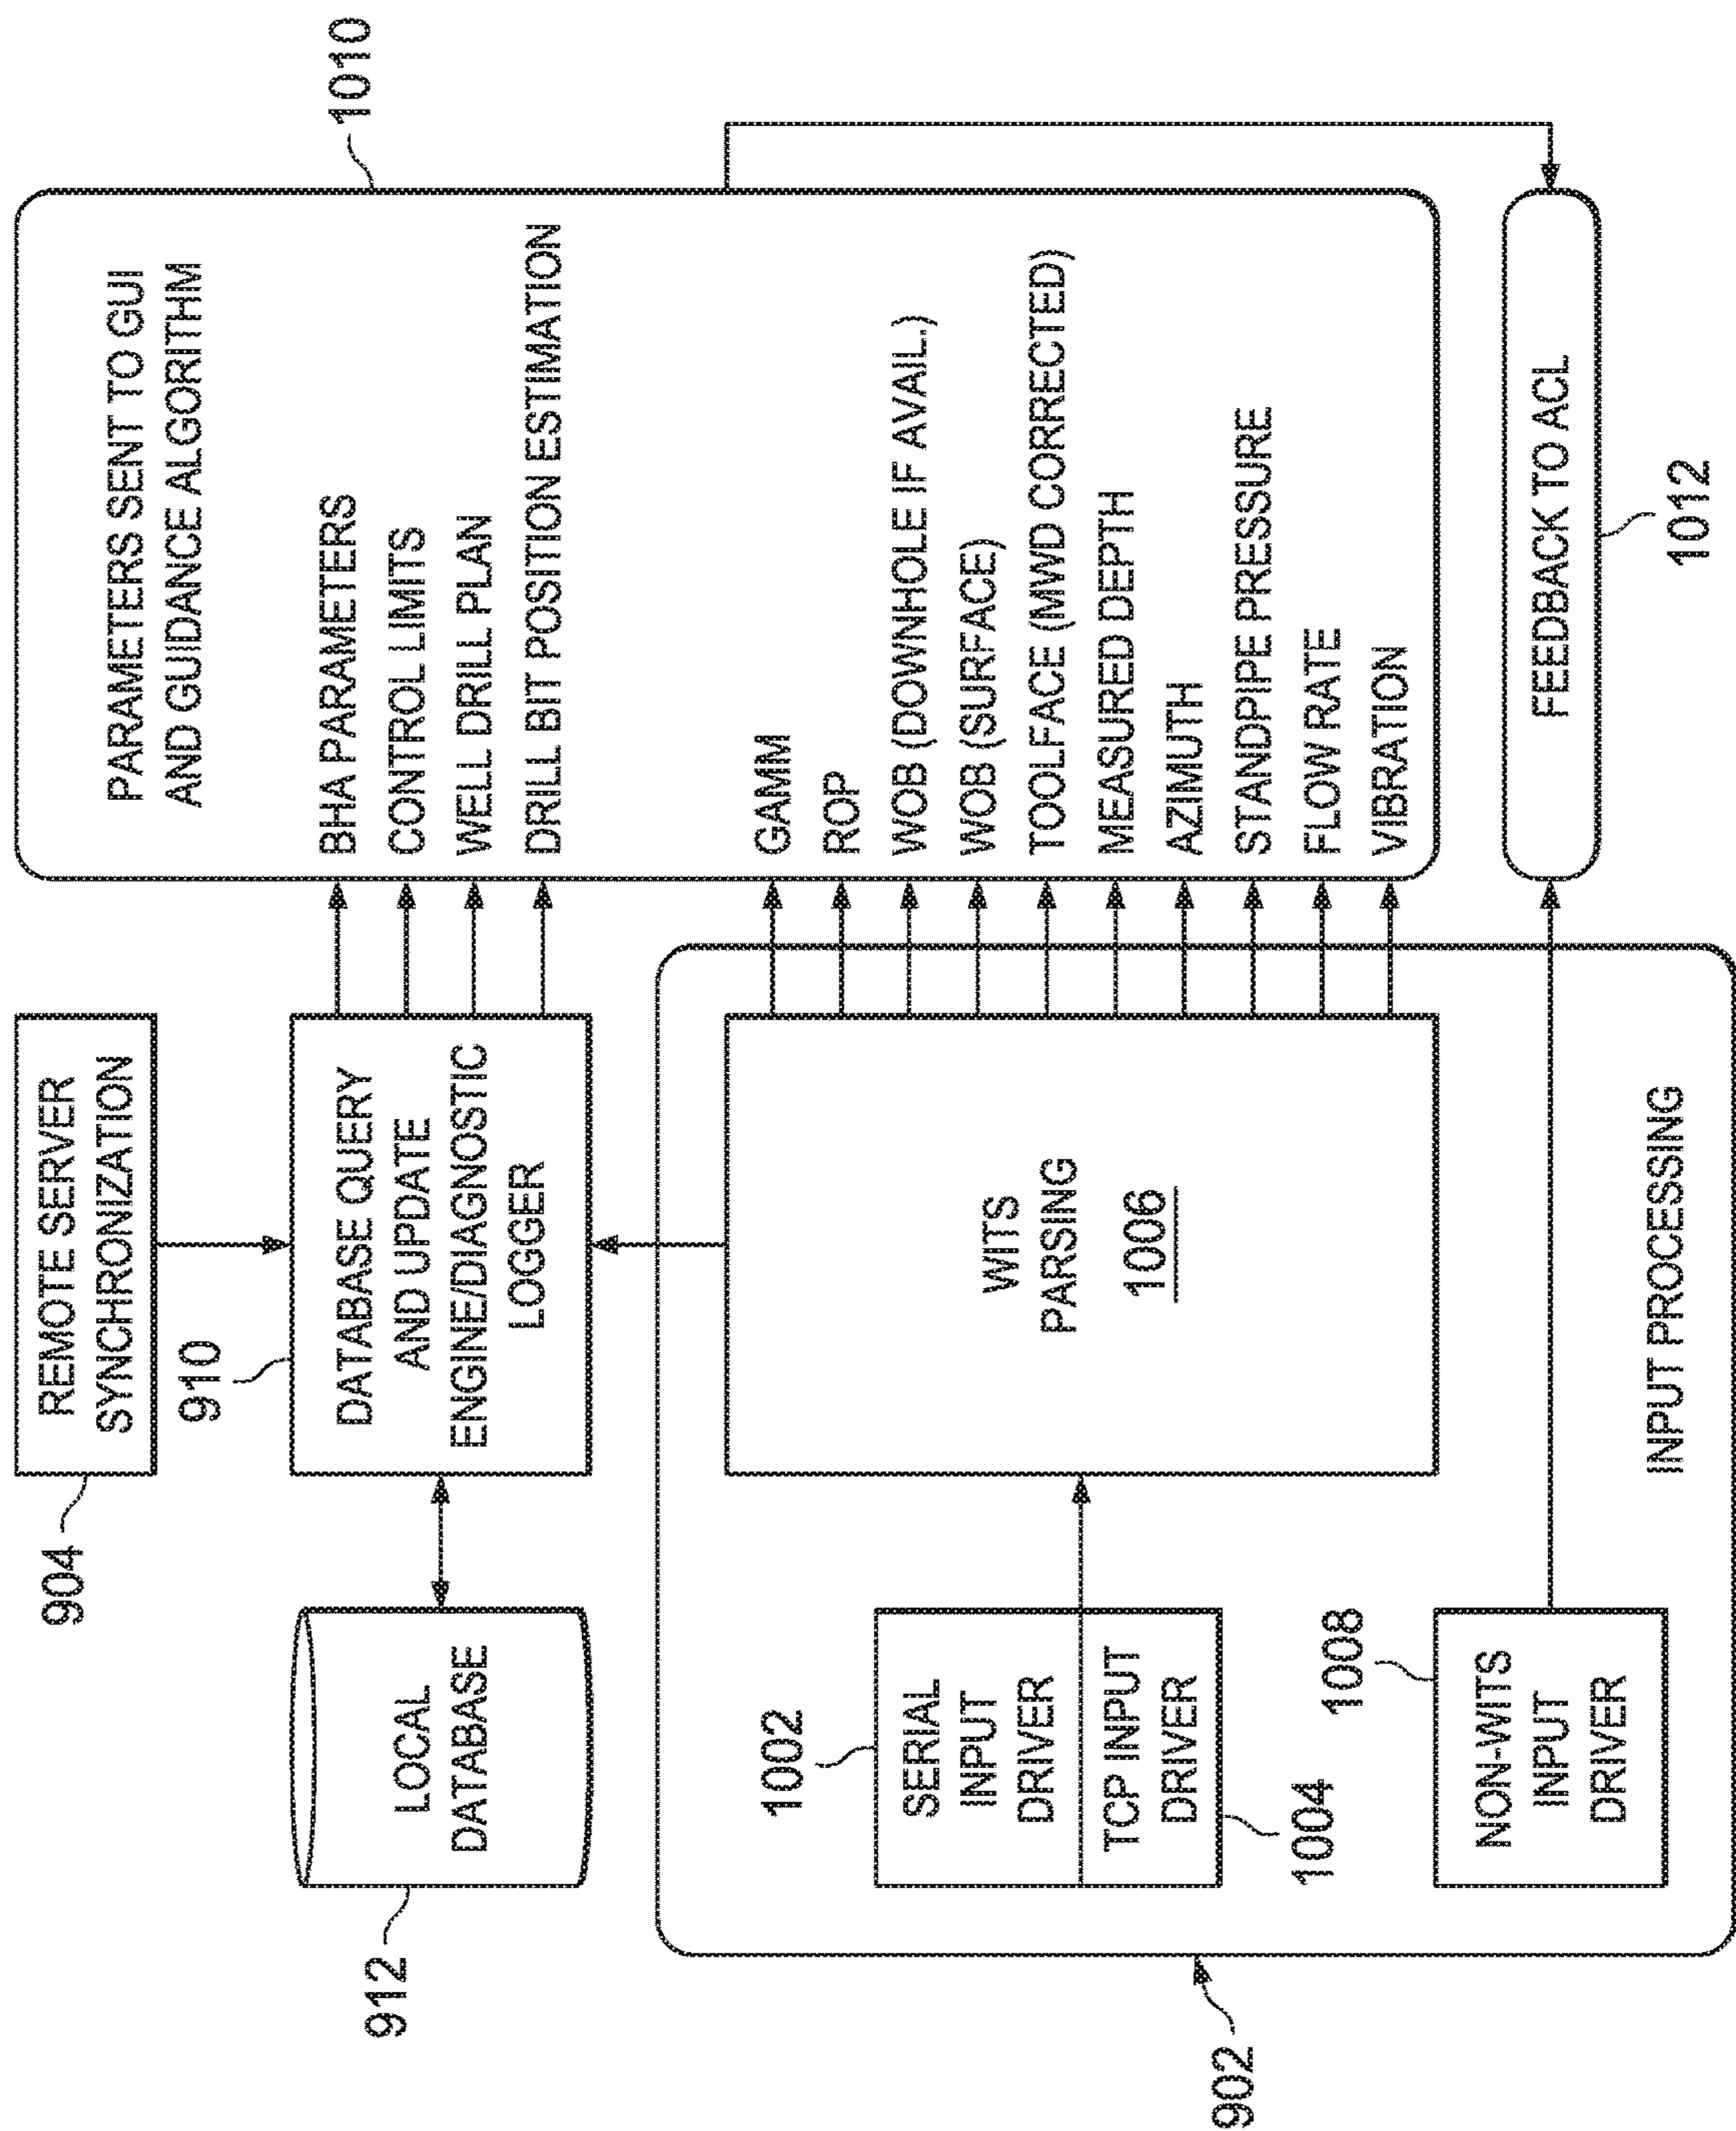 904
REMOTE SERVER
SYNCHRONIZATION
910
912
LOCAL
DATABASE
DATABASE QUERY
AND UPDATE
ENGINE/DIAGNOSTIC
LOGGER
1010
PARAMETERS SENT TO GUI
AND GUIDANCE ALGORITHM
BHA PARAMETERS
CONTROL LIMITS
WELL DRILL PLAN
DRILL BIT POSITION ESTIMATION
GAMM
ROP
WOB (DOWNHOLE IF AVAIL.)
WOB (SURFACE)
TOOLFACE (MWD CORRECTED)
MEASURED DEPTH
AZIMUTH
STANDPIPE PRESSURE
FLOW RATE
VIBRATION
902
1002
SERIAL
INPUT
DRIVER
TCP INPUT
DRIVER
1004
WITS
PARSING
1006
1008
NON-WITS
INPUT
DRIVER
INPUT PROCESSING
FEEDBACK TO ACL
1012